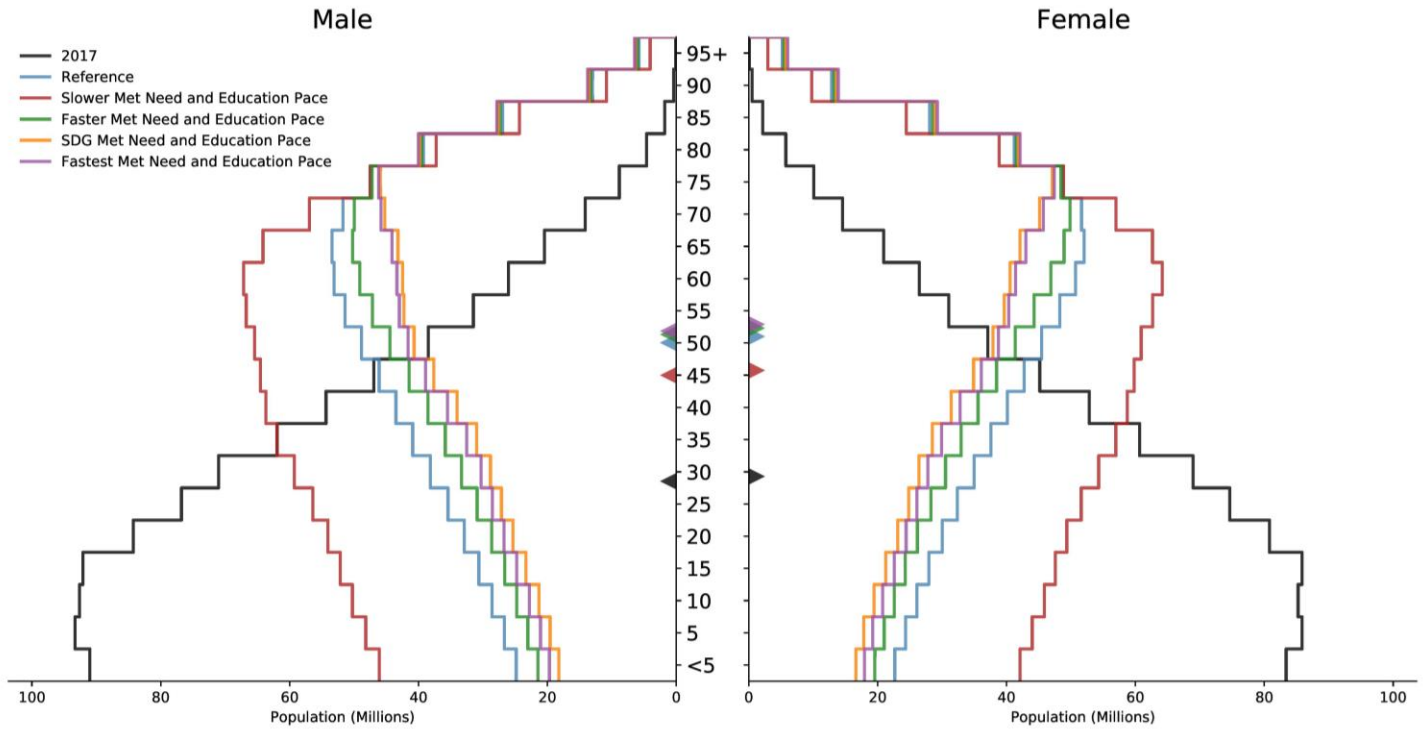 Male
Female
2017
Reference
Slower Met Need and Education Pace
Faster Met Need and Education Pace
SDG Met Need and Education Pace
Fastest Met Need and Education Pace
95+
90
85
80
75
70
65
60
55
50
45
40
35
30
25
20
15
10
5
<5
100 80 60 40 20 0
0 20 40 60 80 100
Population (Millions)
Population (Millions)